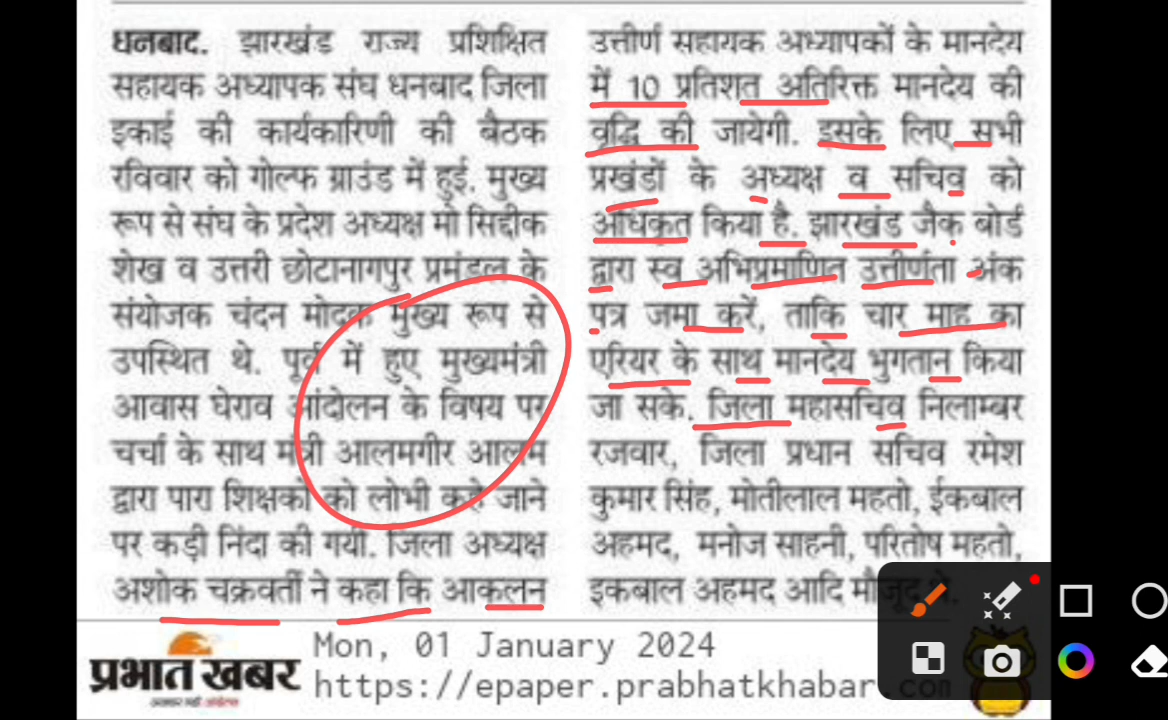 धनबाद. झारखंड राज्य प्रशिक्षित
सहायक अध्यापक संघ धनबाद जिला
इकाई की कार्यकारिणी की बैठक
रविवार को गोल्फ ग्राउंड में हुई. मुख्य
रूप से संघ के प्रदेश अध्यक्ष मो सिद्दीक
शेख व उत्तरी छोटानागपुर प्रमंडल के
संयोजक चंदन मोदक मुख्य रूप से
उपस्थित थे. पूर्व में हुए मुख्यमंत्री
आवास घेराव आंदोलन के विषय पर
चर्चा के साथ मंत्री आलमगीर आलम
द्वारा पारा शिक्षकों को लोभी कहे जाने
पर कड़ी निंदा की गयी. जिला अध्यक्ष
अशोक चक्रवर्ती ने कहा कि आकलन
उत्तीर्ण सहायक अध्यापकों के मानदेय
में 10 प्रतिशत अतिरिक्त मानदेय की
वृद्धि की जायेगी. इसके लिए सभी
प्रखंडों के अध्यक्ष व सचिव को
अधिकृत किया है. झारखंड जैक बोर्ड
द्वारा स्व अभिप्रमाणित उत्तीर्णता अंक
पत्र जमा करें, ताकि चार माह का
एरियर के साथ मानदेय भुगतान किया
जा सके. जिला महासचिव निलाम्बर
रजवार, जिला प्रधान सचिव रमेश
कुमार सिंह, मोतीलाल महतो, ईकबाल
अहमद, मनोज साहनी, परितोष महतो,
इकबाल अहमद आदि मौजूद थे.
प्रभात खबर
Mon, 01 January 2024
https://epaper.prabhatkhabar.com